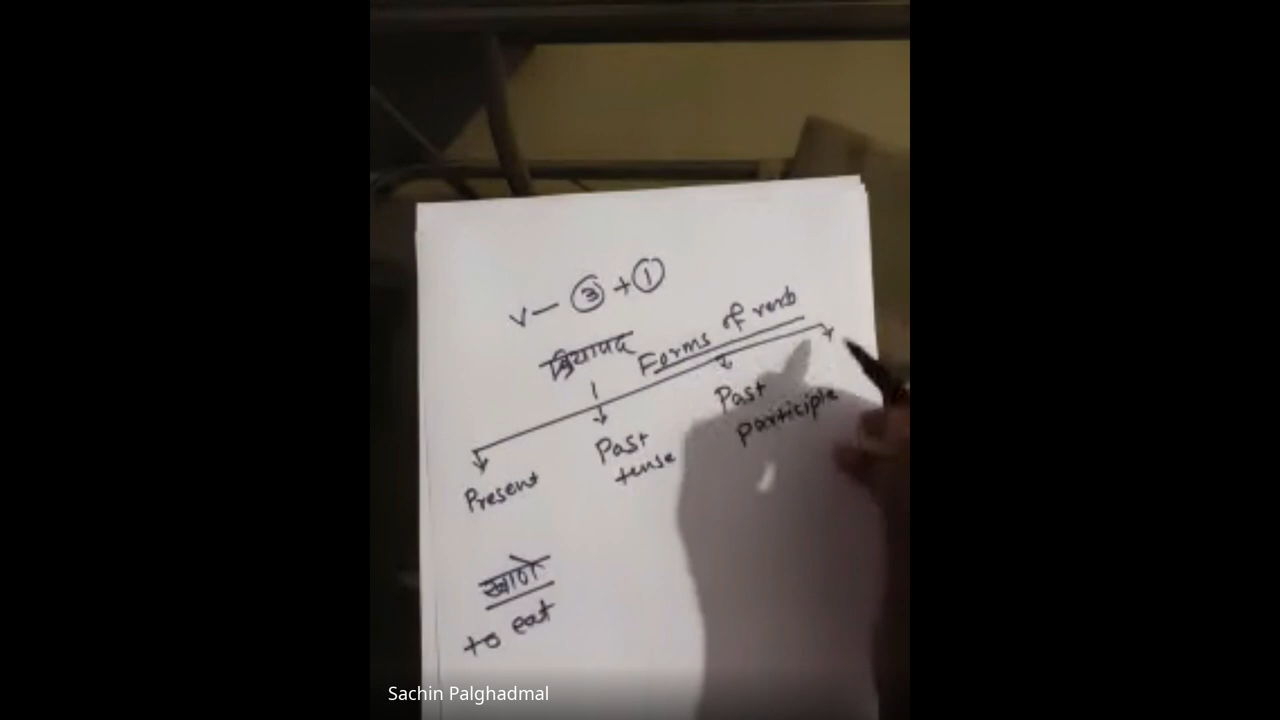 V— ③ + ①
क्रियापद
Forms of verb
Present
Past
tense
Past
participle
खाणे
to eat
Sachin Palghadmal